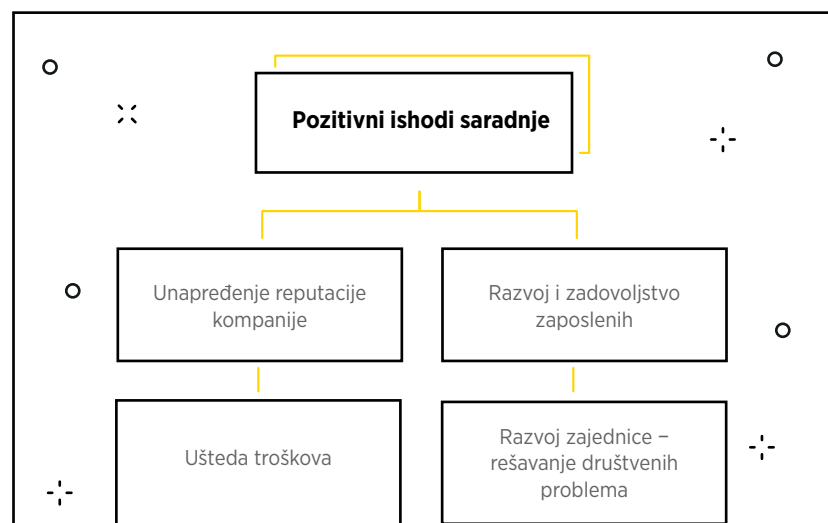 Pozitivni ishodi saradnje
Unapređenje reputacije
kompanije
Razvoj i zadovoljstvo
zaposlenih
Ušteda troškova
Razvoj zajednice –
rešavanje društvenih
problema